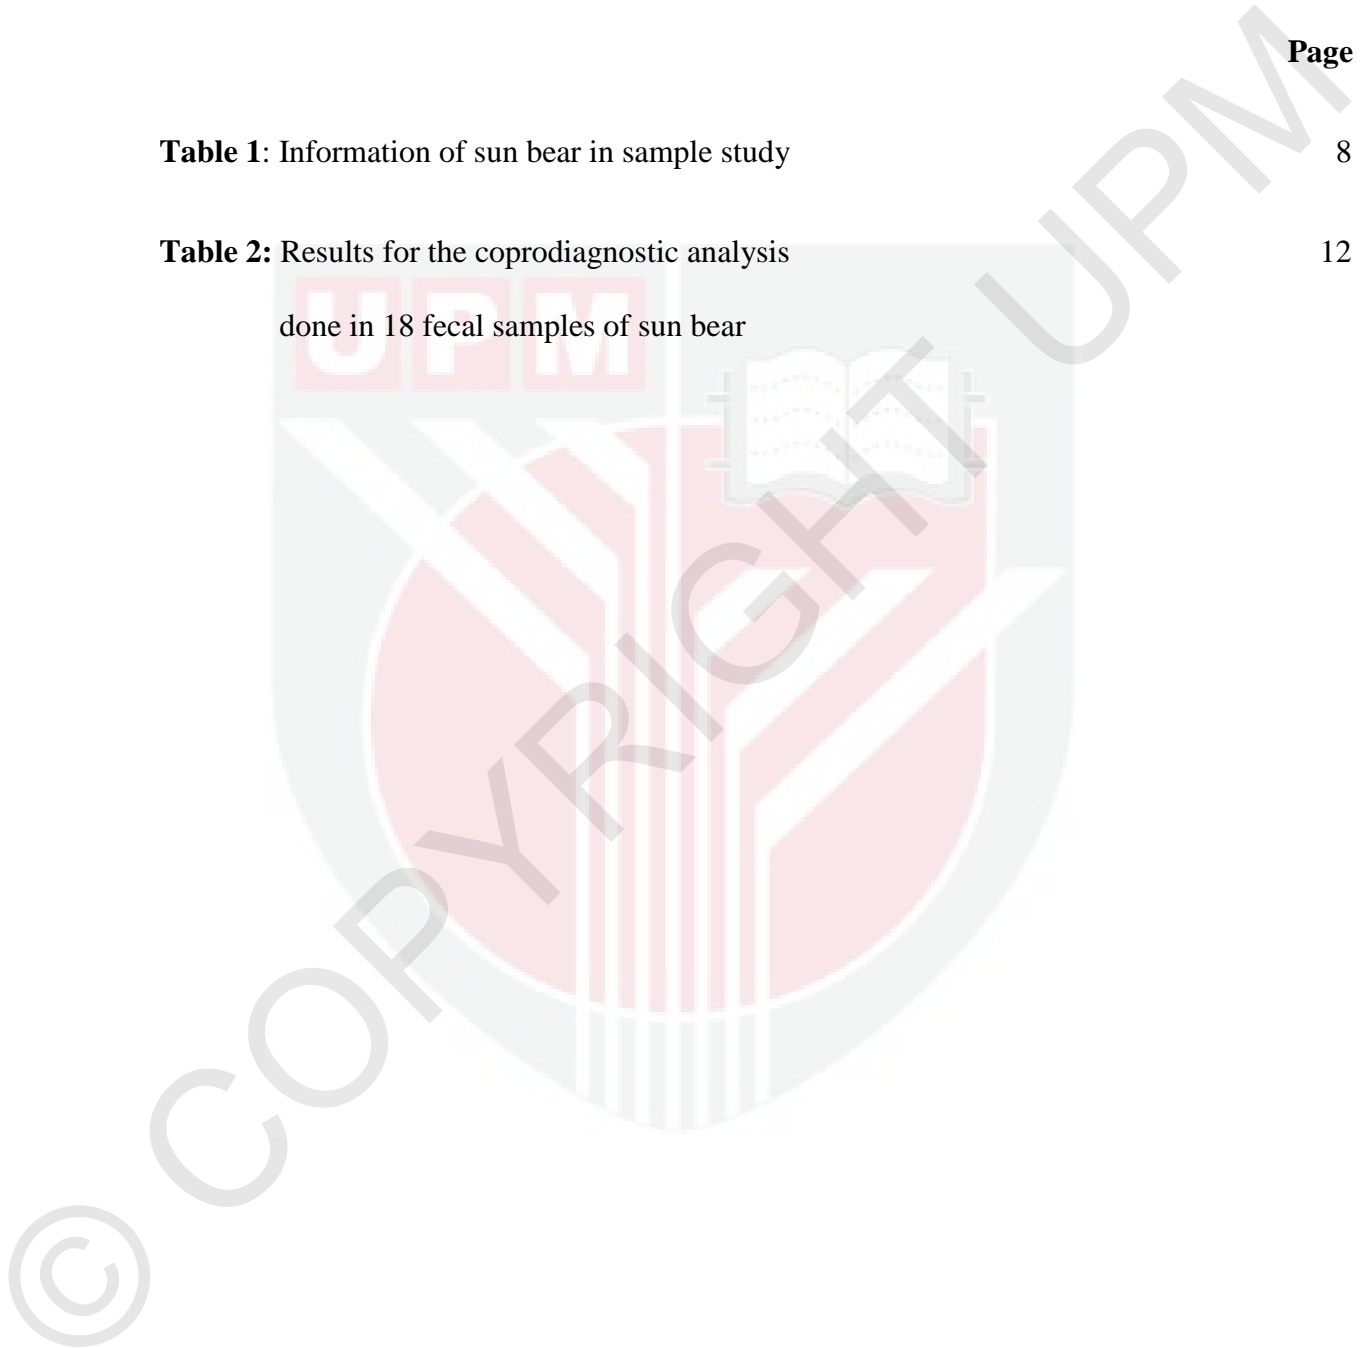 Page
Table 1: Information of sun bear in sample study 8
Table 2: Results for the coprodiagnostic analysis 12
done in 18 fecal samples of sun bear
UPM
© COPYRIGHT UPM